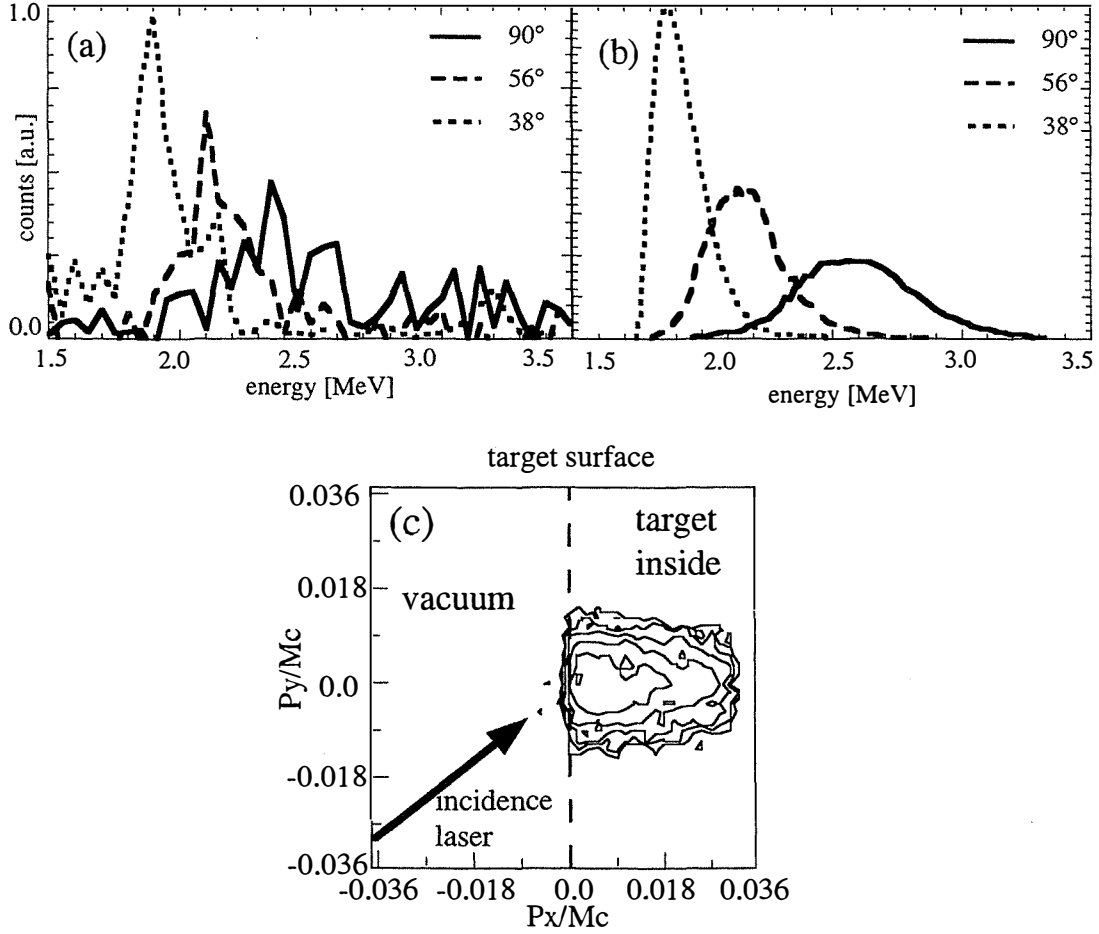 1.0
(a)
90°
56°
38°
counts [a.u.]
0.0
1.5 2.0 2.5 3.0 3.5
energy [MeV]
(b)
90°
56°
38°
2.0 2.5 3.0 3.5
energy [MeV]
target surface
(c)
target
inside
vacuum
incidence
laser
Py/Mc
0.036
0.018
0.0
-0.018
-0.036
-0.036 -0.018 0.0 0.018 0.036
Px/Mc